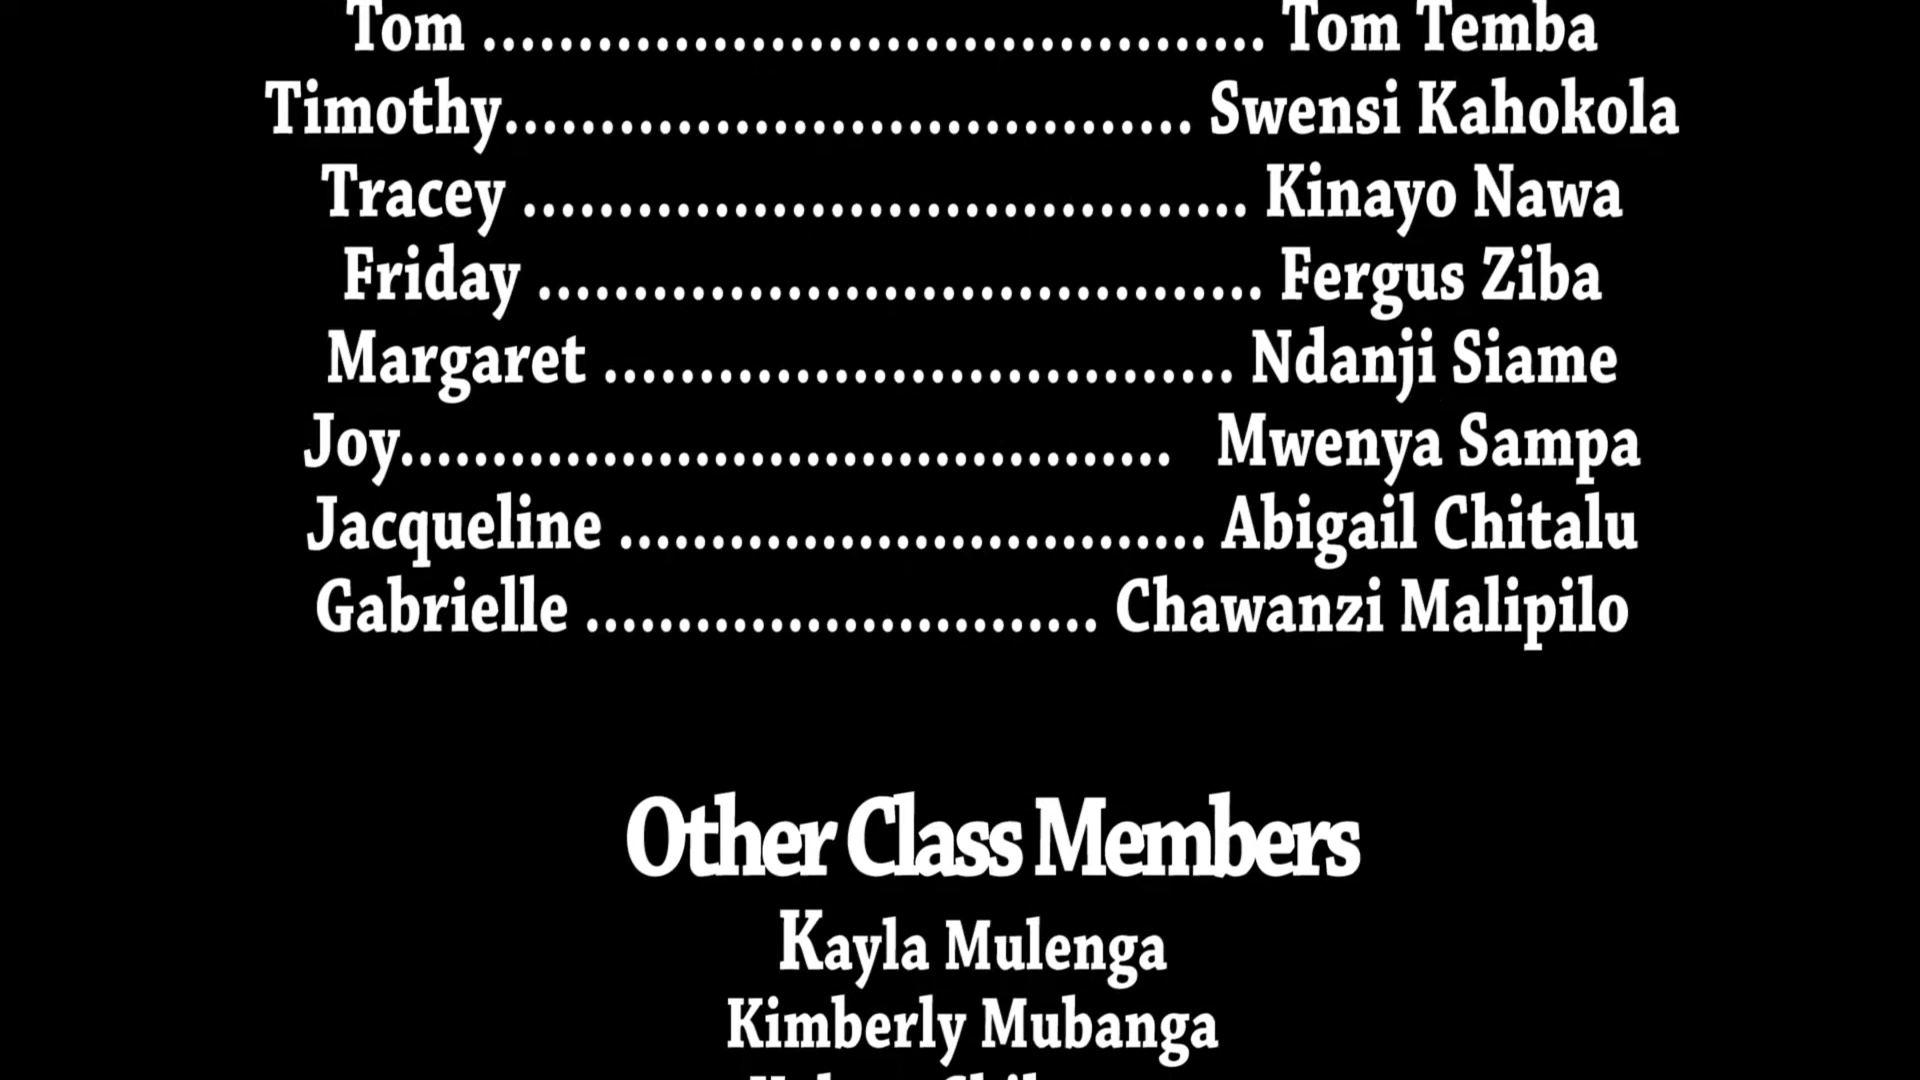 Tom ......................................... Tom Temba
Timothy.................................... Swensi Kahokola
Tracey ...................................... Kinayo Nawa
Friday ...................................... Fergus Ziba
Margaret ................................. Ndanji Siame
Joy.......................................... Mwenya Sampa
Jacqueline ................................ Abigail Chitalu
Gabrielle ............................ Chawanzi Malipilo
Other Class Members
Kayla Mulenga
Kimberly Mubanga